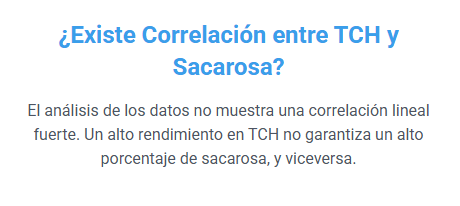 ¿Existe Correlación entre TCH y
Sacarosa?
El análisis de los datos no muestra una correlación lineal
fuerte. Un alto rendimiento en TCH no garantiza un alto
porcentaje de sacarosa, y viceversa.